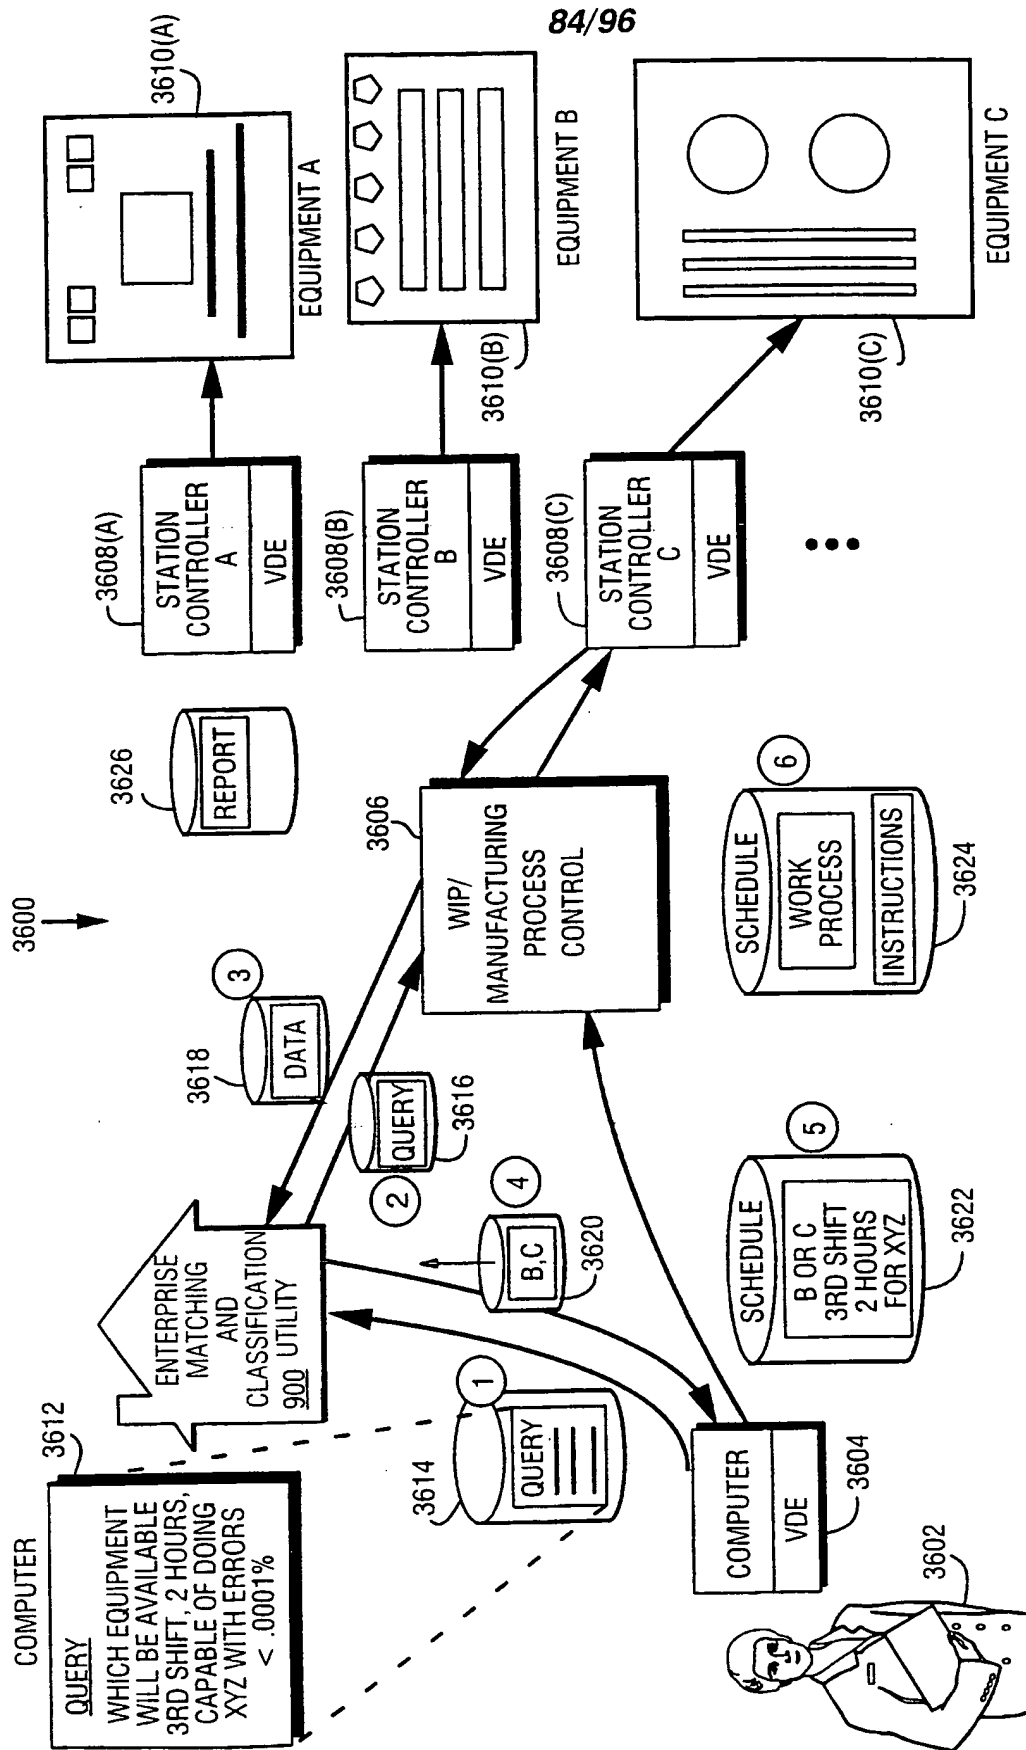 84/96
3600
COMPUTER
3612
QUERY
WHICH EQUIPMENT
WILL BE AVAILABLE
3RD SHIFT, 2 HOURS,
CAPABLE OF DOING
XYZ WITH ERRORS
< .0001%
ENTERPRISE
MATCHING
AND
CLASSIFICATION
900 UTILITY
3618
DATA
3
3626
REPORT
3608(A)
STATION
CONTROLLER
A
VDE
3610(A)
EQUIPMENT A
3614
QUERY
1
2
QUERY
3616
4
B,C
3620
3606
WIP/
MANUFACTURING
PROCESS
CONTROL
3608(B)
STATION
CONTROLLER
B
VDE
3610(B)
EQUIPMENT B
3608(C)
STATION
CONTROLLER
C
VDE
3610(C)
EQUIPMENT C
COMPUTER
VDE
3604
3602
SCHEDULE
5
B OR C
3RD SHIFT
2 HOURS
FOR XYZ
3622
SCHEDULE
6
WORK
PROCESS
INSTRUCTIONS
3624